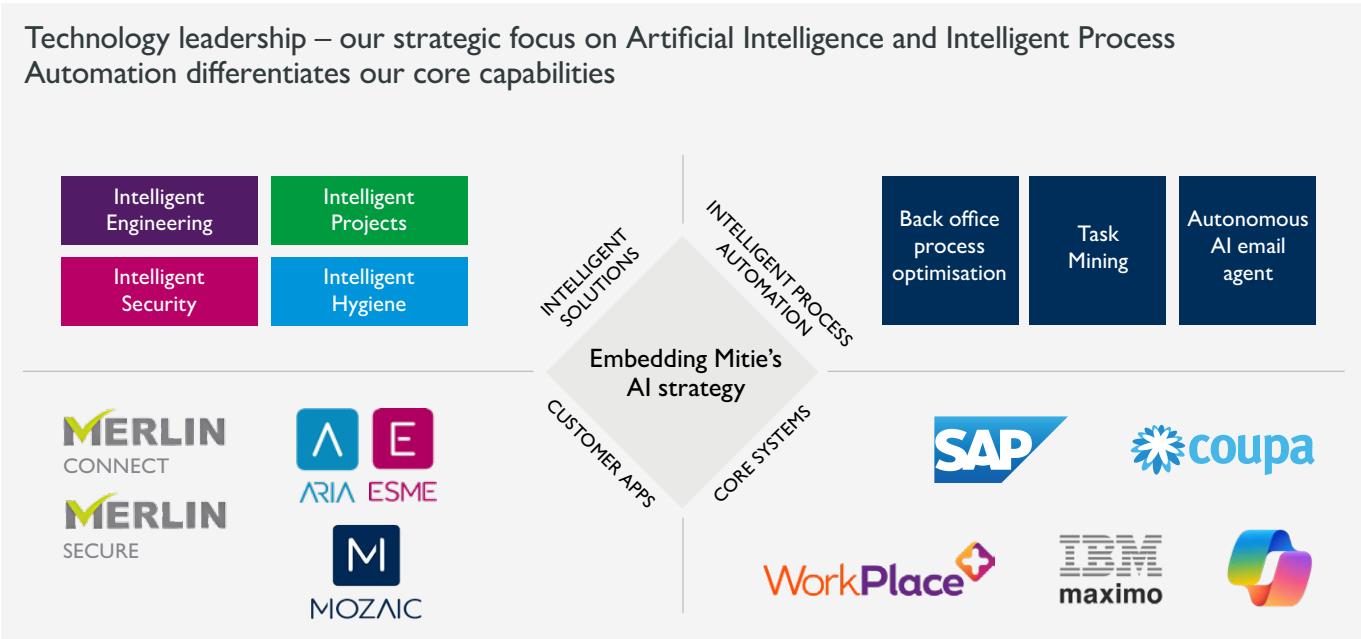 Technology leadership – our strategic focus on Artificial Intelligence and Intelligent Process
Automation differentiates our core capabilities
Intelligent
Engineering
Intelligent
Projects
Intelligent
Security
Intelligent
Hygiene
INTELLIGENT
SOLUTIONS
INTELLIGENT PROCESS
AUTOMATION
Back office
process
optimisation
Task
Mining
Autonomous
AI email
agent
Embedding Mitie’s
AI strategy
CUSTOMER APPS
CORE SYSTEMS
MERLIN
CONNECT
MERLIN
SECURE
A
ARIA
E
ESME
M
MOZAIC
SAP
coupa
WorkPlace
IBM
maximo